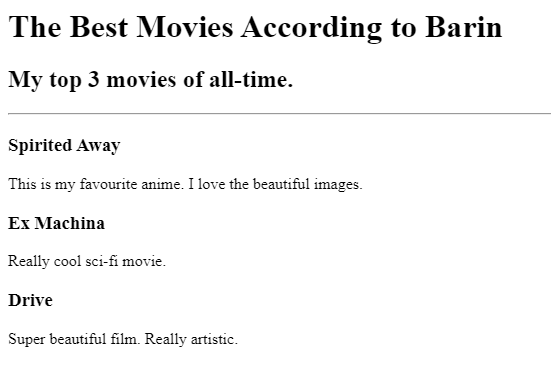 The Best Movies According to Barin
My top 3 movies of all-time.
Spirited Away
This is my favourite anime. I love the beautiful images.
Ex Machina
Really cool sci-fi movie.
Drive
Super beautiful film. Really artistic.